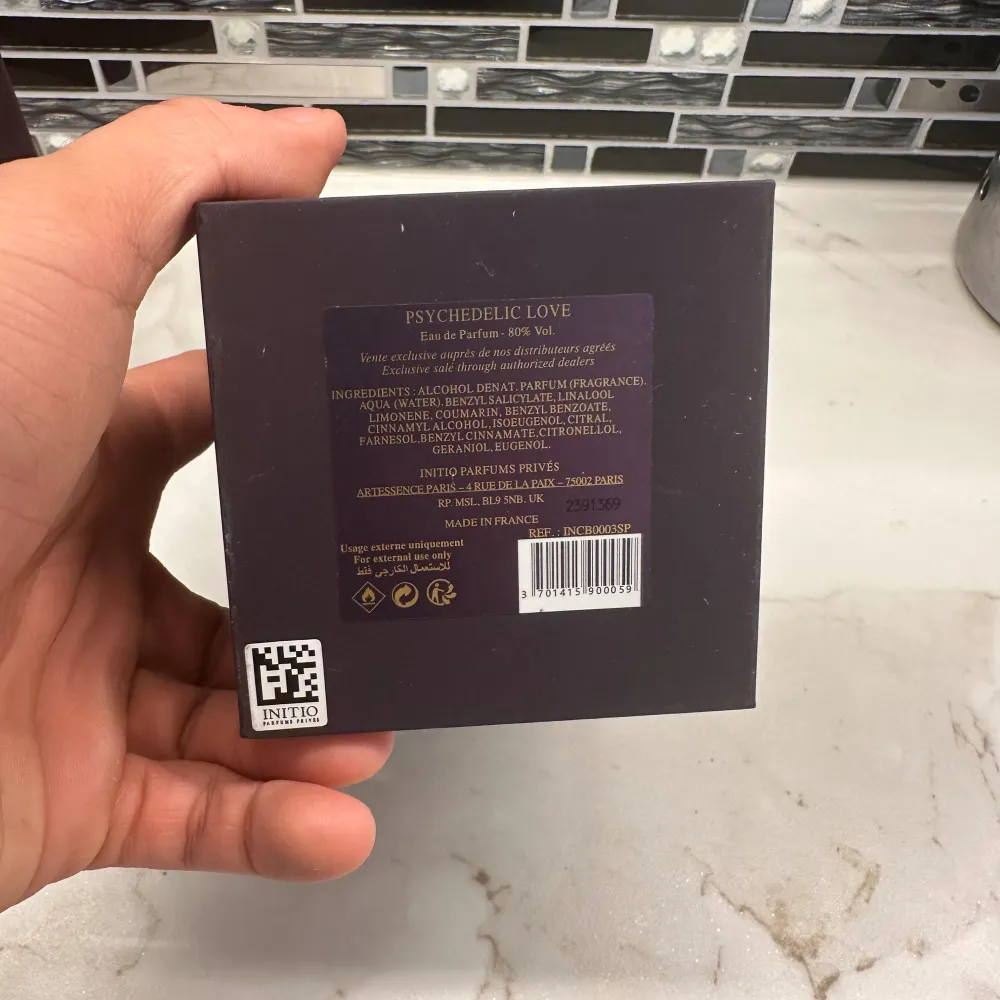 PSYCHEDELIC LOVE
Eau de Parfum - 80% Vol.
Vente exclusive auprès de nos distributeurs agréés
Exclusive salé through authorized dealers
INGREDIENTS : ALCOHOL DENAT. PARFUM (FRAGRANCE).
AQUA (WATER). BENZYL SALICYLATE, LINALOOL
LIMONENE, COUMARIN, BENZYL BENZOATE,
CINNAMYL ALCOHOL, ISOEUGENOL, CITRAL,
FARNESOL, BENZYL CINNAMATE, CITRONELLOL,
GERANIOL, EUGENOL.
INITIO PARFUMS PRIVÉS
ARTESSENCE PARIS – 4 RUE DE LA PAIX – 75002 PARIS
RP. MSL, BL9 5NB. UK
2391369
MADE IN FRANCE
REF. : INCB0003SP
Usage externe uniquement
For external use only
للاستعمال الخارجي فقط
3 701415 900059
INITIO
PARFUMS PRIVÉS